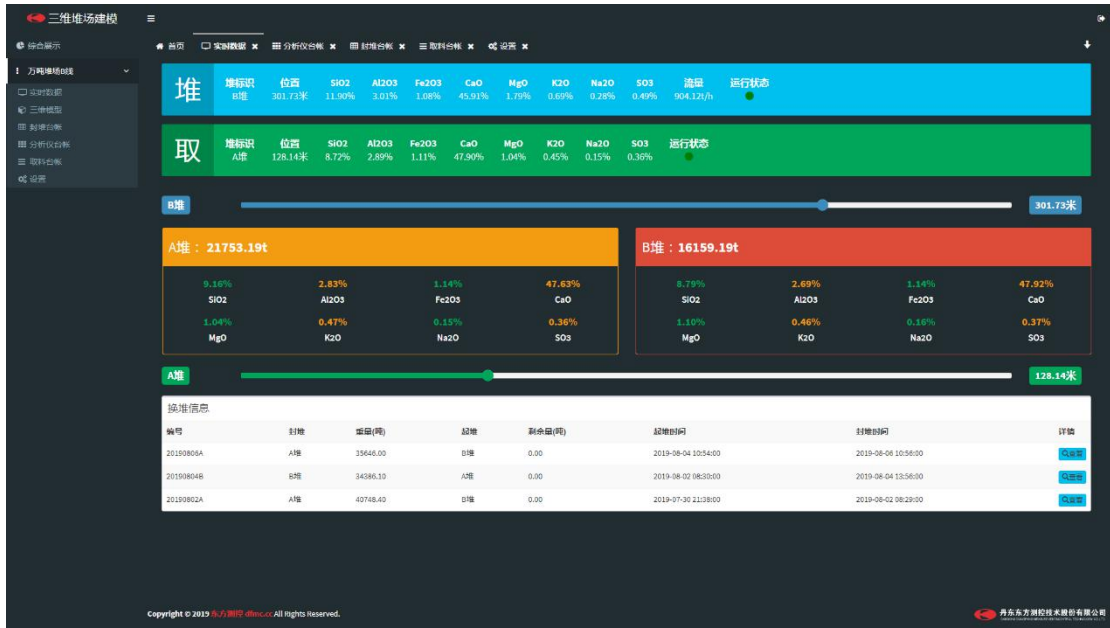 三维堆场建模
综合展示
首页 实时数据 × 分析仪台帐 × 封堆台帐 × 取料台帐 × 设置 ×
万吨堆场B线
实时数据
三维模型
封堆台帐
分析仪台帐
取料台帐
设置
堆 堆标识 位置 SiO2 Al2O3 Fe2O3 CaO MgO K2O Na2O SO3 流量 运行状态
B堆 301.73米 11.90% 3.01% 1.08% 45.91% 1.79% 0.69% 0.28% 0.49% 904.12t/h
取 堆标识 位置 SiO2 Al2O3 Fe2O3 CaO MgO K2O Na2O SO3 运行状态
A堆 128.14米 8.72% 2.89% 1.11% 47.90% 1.04% 0.45% 0.15% 0.36%
B堆 301.73米
A堆：21753.19t
9.16% 2.83% 1.14% 47.63%
SiO2 Al2O3 Fe2O3 CaO
1.04% 0.47% 0.15% 0.36%
MgO K2O Na2O SO3
B堆：16159.19t
8.79% 2.69% 1.14% 47.92%
SiO2 Al2O3 Fe2O3 CaO
1.10% 0.46% 0.16% 0.37%
MgO K2O Na2O SO3
A堆 128.14米
换堆信息
编号 封堆 重量(吨) 起堆 剩余量(吨) 起堆时间 封堆时间 详情
20190806A A堆 35646.00 B堆 0.00 2019-08-04 10:54:00 2019-08-06 10:56:00 查看
20190804B B堆 34386.10 A堆 0.00 2019-08-02 08:30:00 2019-08-04 13:56:00 查看
20190802A A堆 40748.40 B堆 0.00 2019-07-30 21:38:00 2019-08-02 08:29:00 查看
Copyright © 2019 东方测控 dfmc.cc All Rights Reserved.
丹东东方测控技术股份有限公司